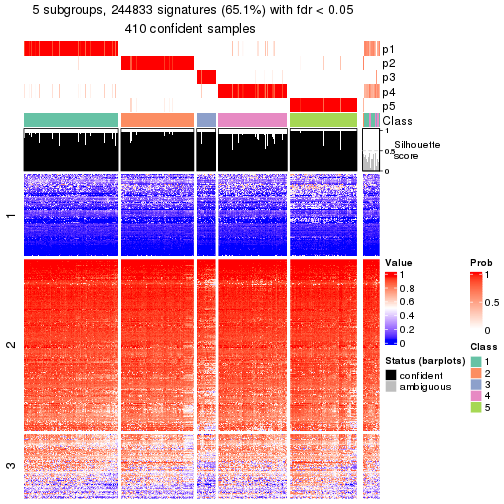 5 subgroups, 244833 signatures (65.1%) with fdr < 0.05
410 confident samples
p1
p2
p3
p4
p5
Class
1
0.5
0
Silhouette
score
1
2
3
Value
1
0.8
0.6
0.4
0.2
0
Status (barplots)
confident
ambiguous
Prob
1
0.5
0
Class
1
2
3
4
5